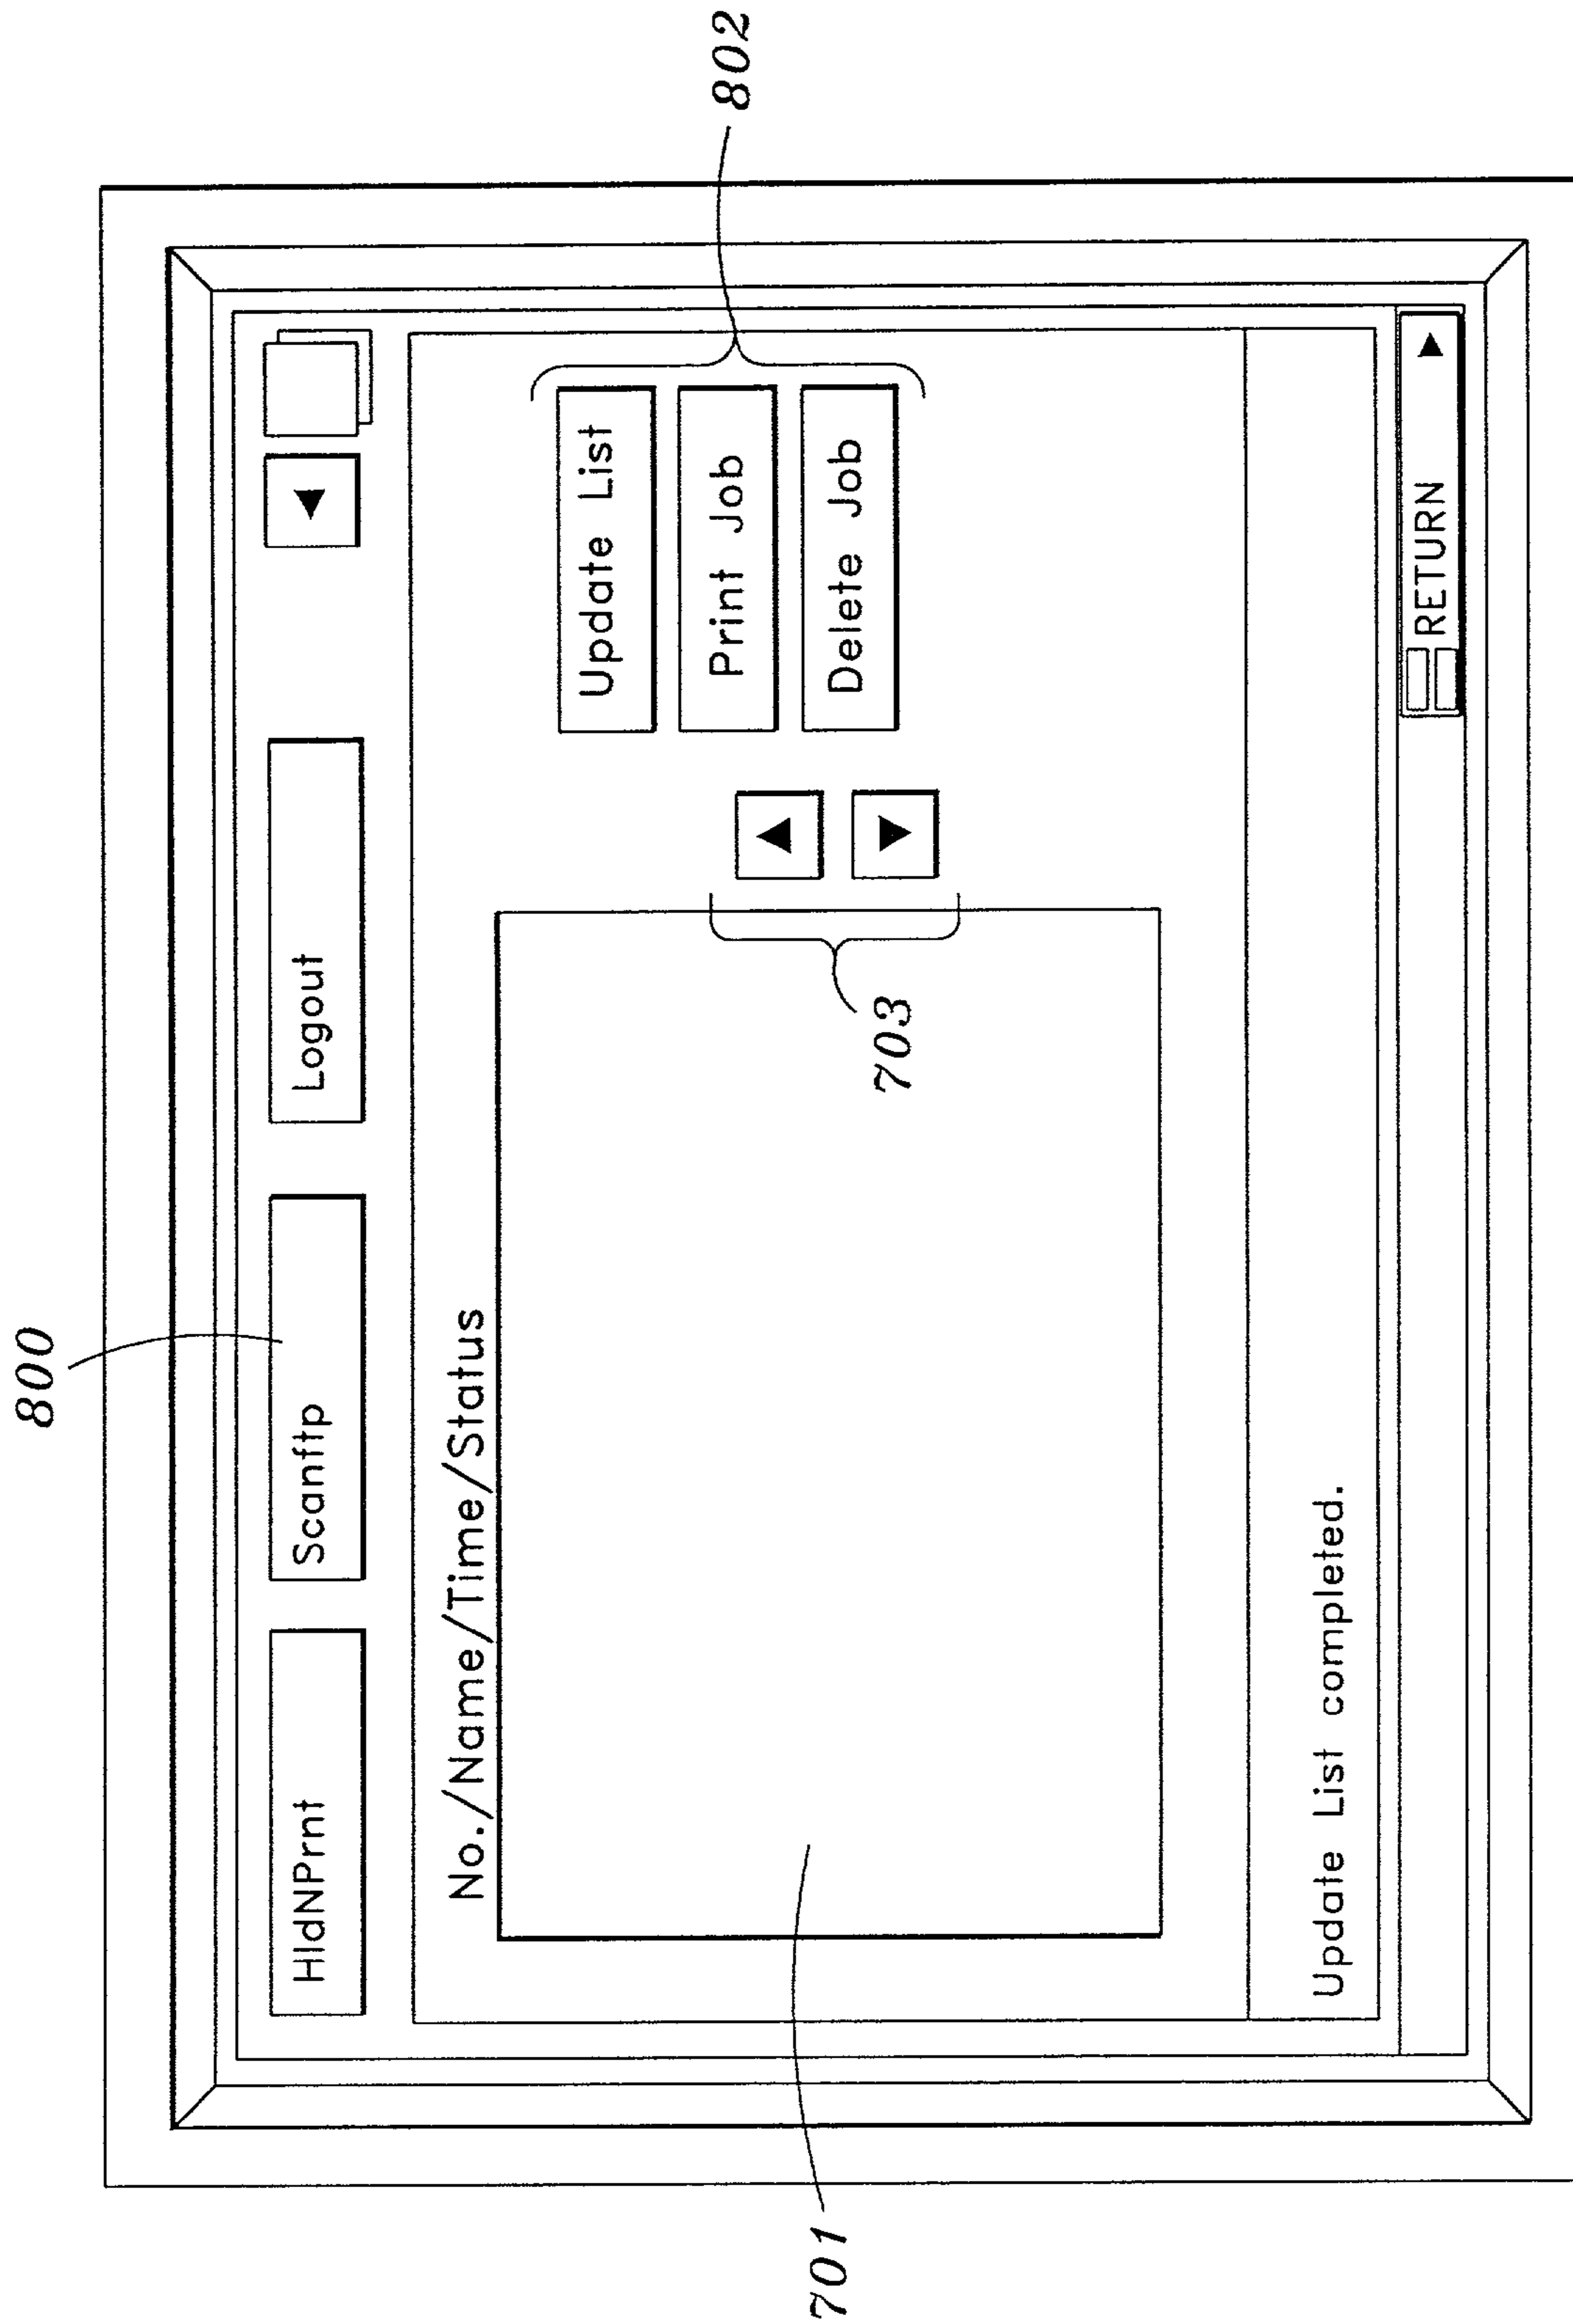 800
HldNPrnt
Scanftp
Logout
No./Name/Time/Status
Update List
802
Print Job
Delete Job
703
701
Update List completed.
RETURN